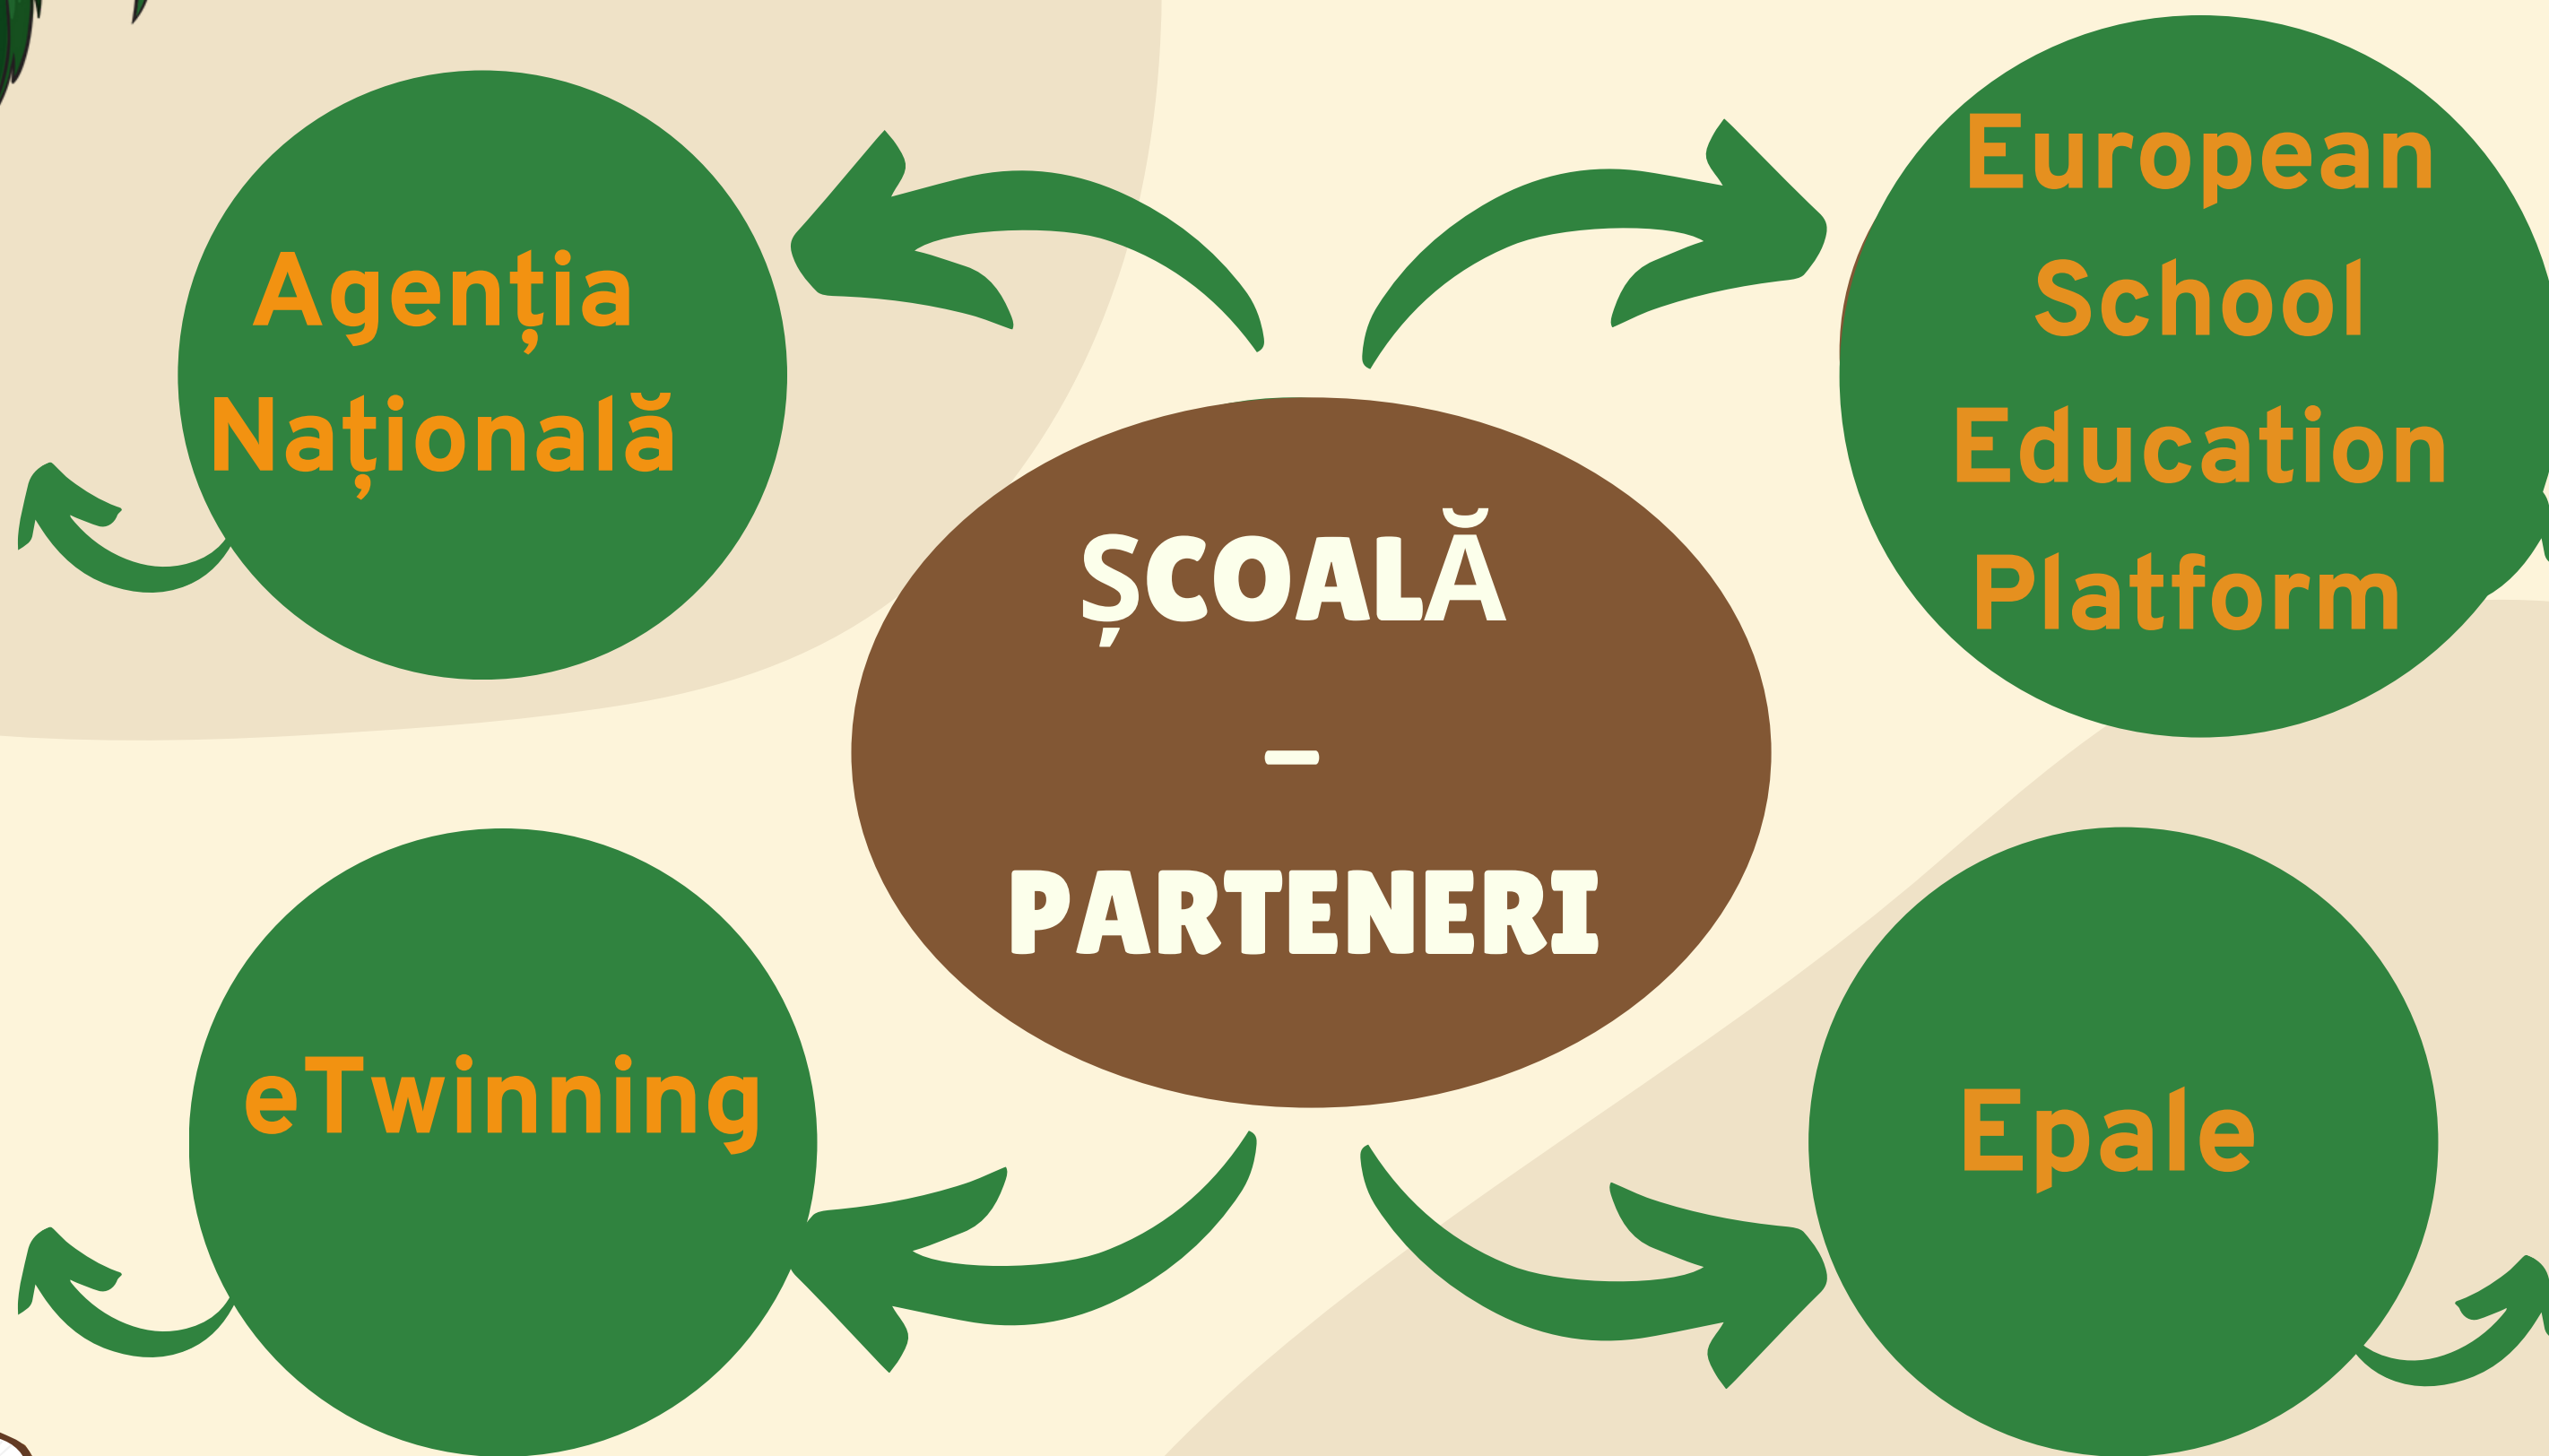 Agenția
Națională
European
School
Education
Platform
ȘCOALĂ
–
PARTENERI
eTwinning
Epale